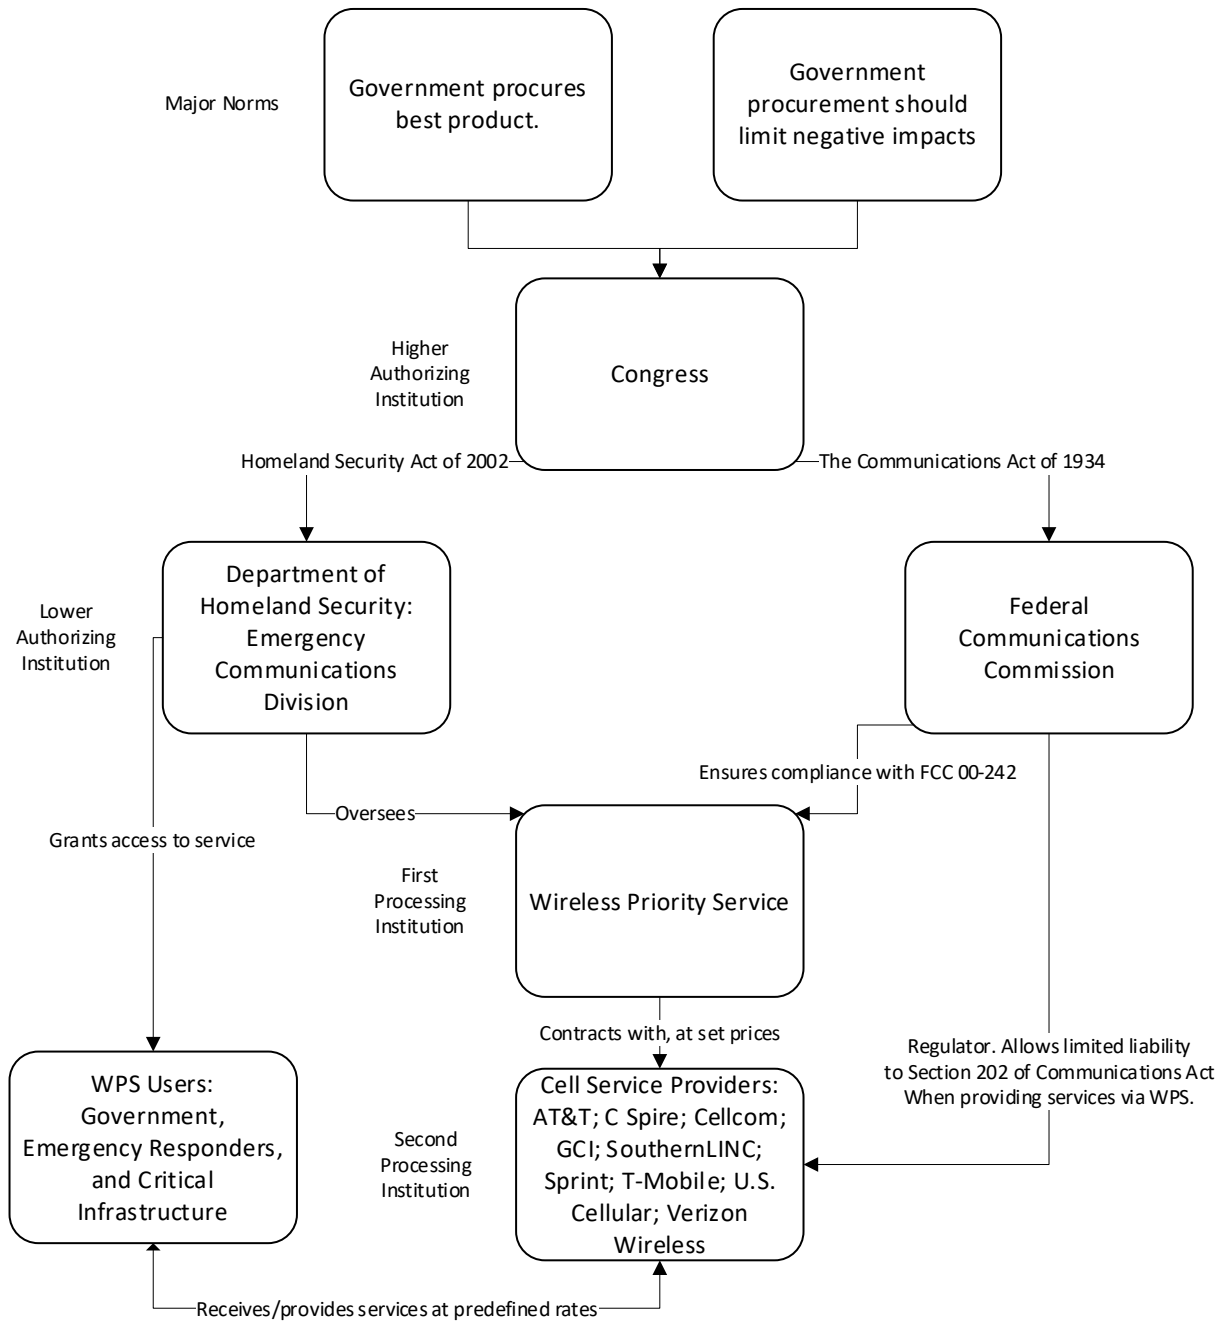 Major Norms
Government procures
best product.
Government
procurement should
limit negative impacts
Higher
Authorizing
Institution
Congress
Homeland Security Act of 2002
The Communications Act of 1934
Lower
Authorizing
Institution
Department of
Homeland Security:
Emergency
Communications
Division
Federal
Communications
Commission
Ensures compliance with FCC 00-242
Oversees
Grants access to service
First
Processing
Institution
Wireless Priority Service
Contracts with, at set prices
Regulator. Allows limited liability
to Section 202 of Communications Act
When providing services via WPS.
WPS Users:
Government,
Emergency Responders,
and Critical
Infrastructure
Second
Processing
Institution
Cell Service Providers:
AT&T; C Spire; Cellcom;
GCI; SouthernLINC;
Sprint; T-Mobile; U.S.
Cellular; Verizon
Wireless
Receives/provides services at predefined rates